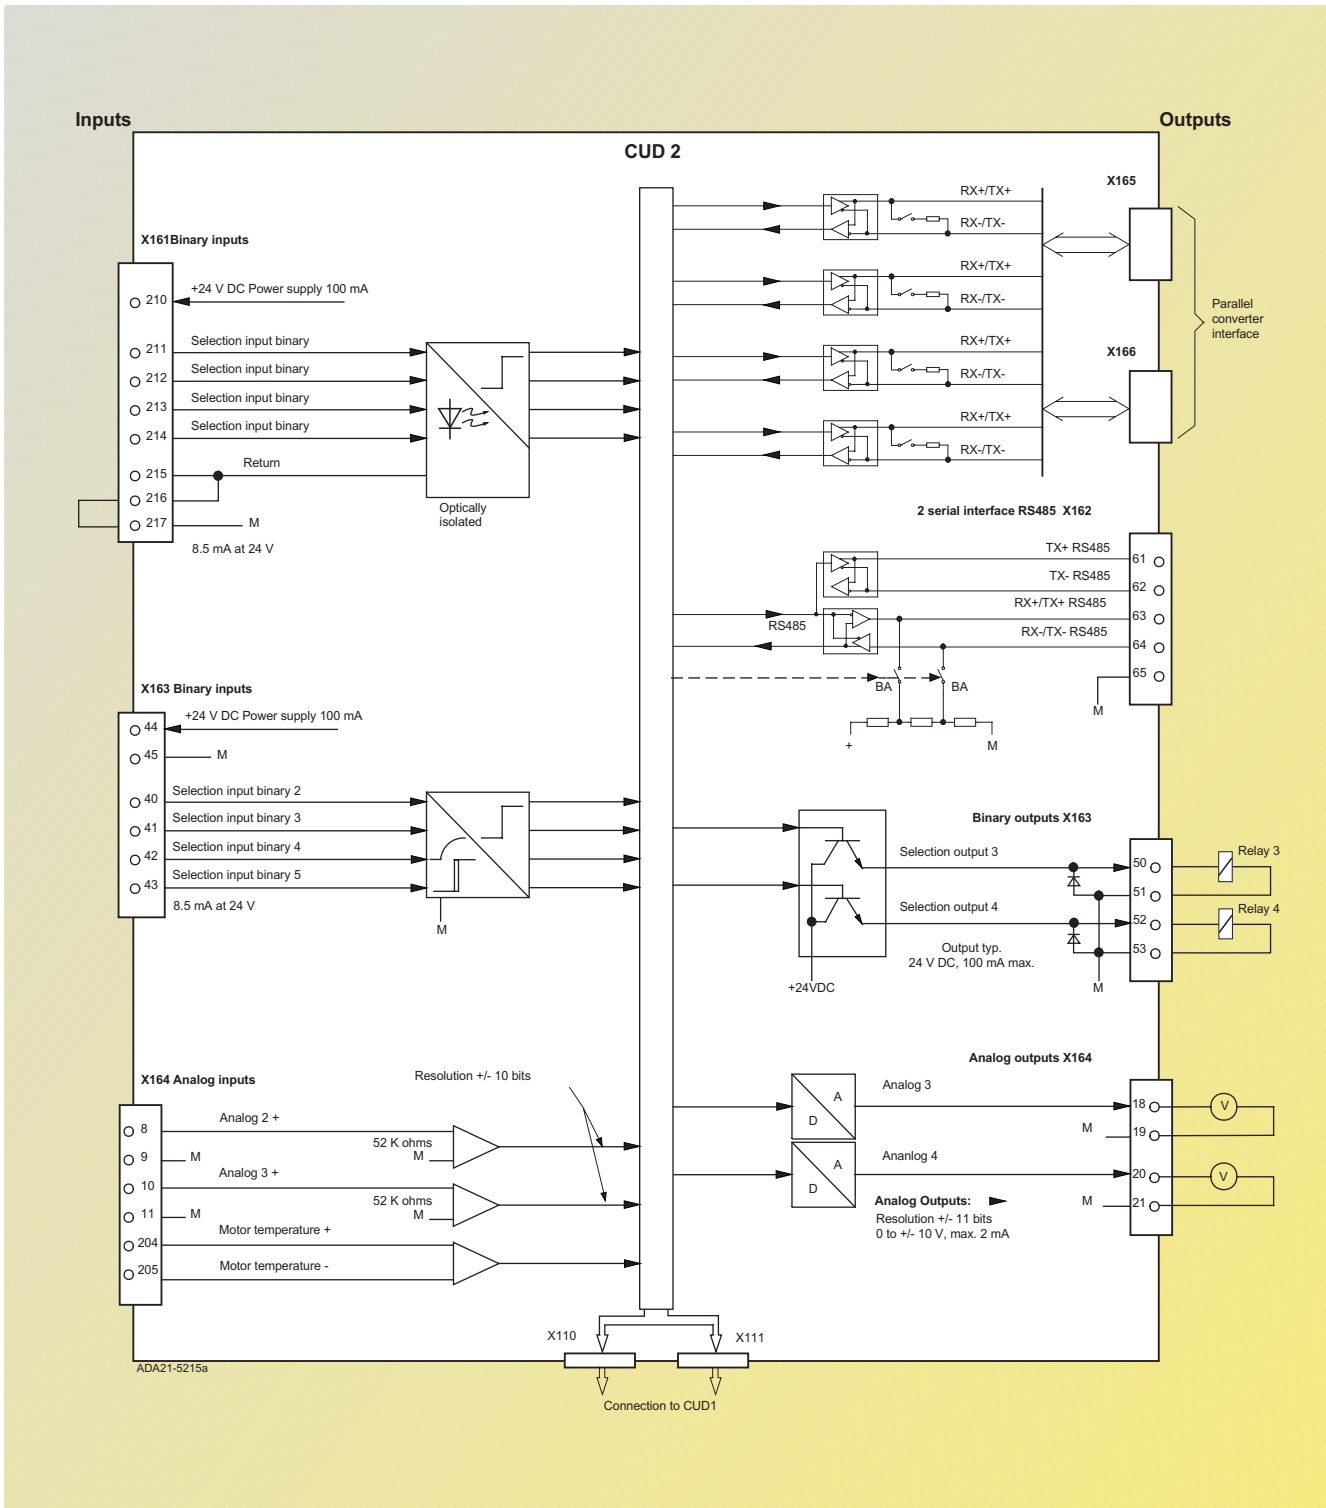 Inputs
Outputs
CUD 2
X161Binary inputs
210
+24 V DC Power supply 100 mA
211
Selection input binary
212
Selection input binary
213
Selection input binary
214
Selection input binary
215
Return
216
217
M
8.5 mA at 24 V
Optically
isolated
X163 Binary inputs
44
+24 V DC Power supply 100 mA
45
M
40
Selection input binary 2
41
Selection input binary 3
42
Selection input binary 4
43
Selection input binary 5
8.5 mA at 24 V
M
X164 Analog inputs
Resolution +/- 10 bits
8
Analog 2 +
52 K ohms
M
9
M
10
Analog 3 +
52 K ohms
M
11
M
204
Motor temperature +
205
Motor temperature -
X165
RX+/TX+
RX-/TX-
RX+/TX+
RX-/TX-
Parallel
converter
interface
X166
RX+/TX+
RX-/TX-
RX+/TX+
RX-/TX-
2 serial interface RS485 X162
TX+ RS485
61
TX- RS485
62
RX+/TX+ RS485
63
RS485
RX-/TX- RS485
64
65
BA
BA
M
+
M
Binary outputs X163
Selection output 3
50
Relay 3
51
Selection output 4
52
Relay 4
53
Output typ.
24 V DC, 100 mA max.
+24VDC
M
Analog outputs X164
A
D
Analog 3
18
V
M
19
A
D
Ananlog 4
20
V
M
21
Analog Outputs:
Resolution +/- 11 bits
0 to +/- 10 V, max. 2 mA
X110
X111
ADA21-5215a
Connection to CUD1